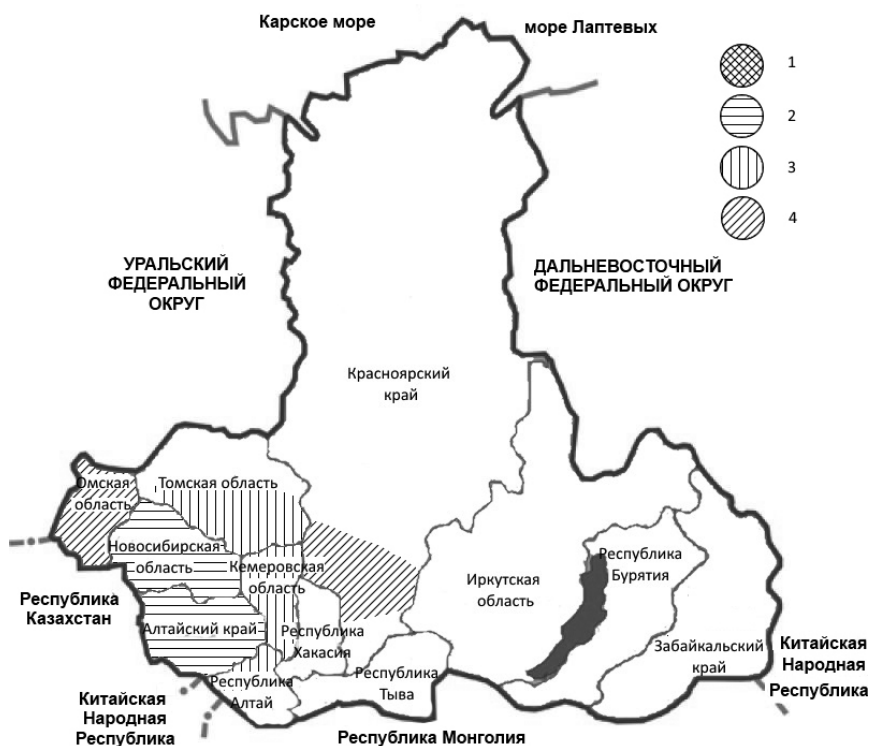 Карское море
море Лаптевых
1
2
3
4
УРАЛЬСКИЙ
ФЕДЕРАЛЬНЫЙ
ОКРУГ
ДАЛЬНЕВОСТОЧНЫЙ
ФЕДЕРАЛЬНЫЙ ОКРУГ
Красноярский
край
Омская
область
Томская область
Новосибирская
область
Кемеровская
область
Иркутская
область
Республика
Бурятия
Республика
Казахстан
Алтайский край
Республика
Хакасия
Забайкальский
край
Китайская
Народная
Республика
Республика
Алтай
Республика
Тыва
Китайская
Народная
Республика
Республика Монголия